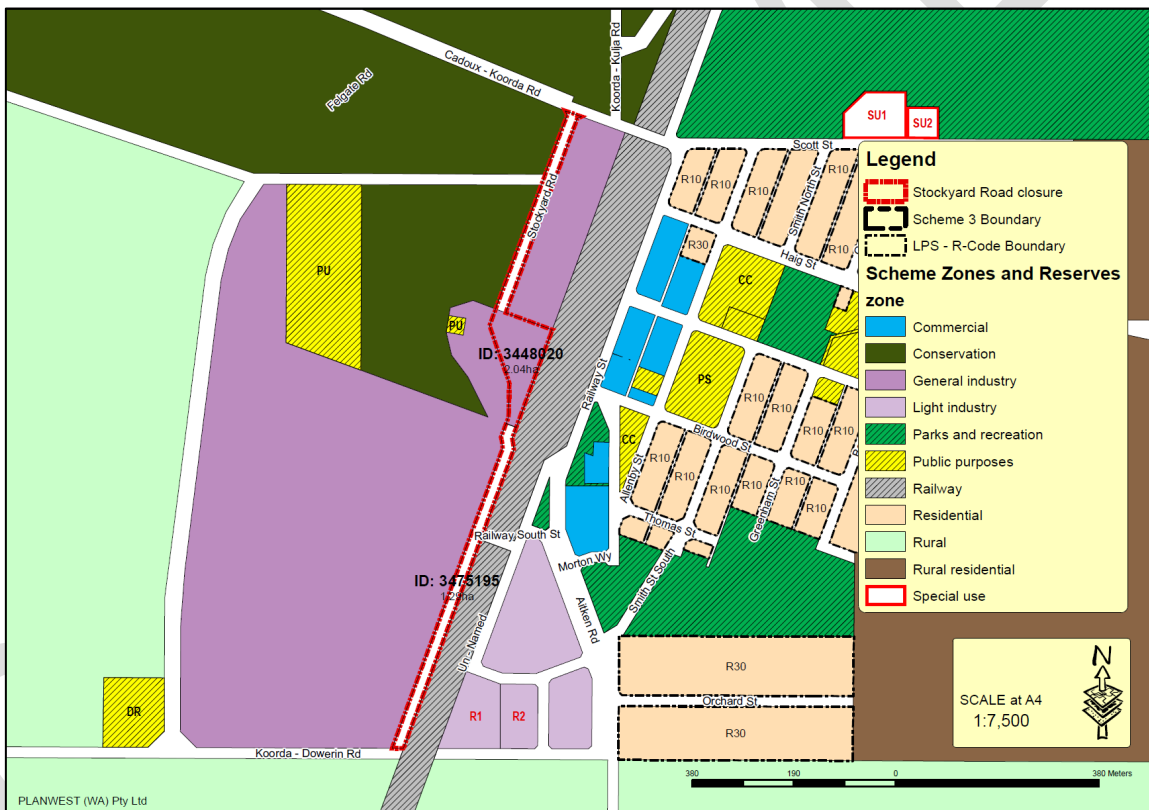 Cadoux - Koorda Rd
Koorda - Kulja Rd
Felgate Rd
SU1
SU2
Scott St
Stockyard Rd
R10
R10
R10
Smith North St
R10
R10
R30
Haig St
CC
PU
PU
ID: 3448020
2.04ha
Railway St
PS
R10
R10
R10
R10
Birdwood St
CC
Allenby St
R10
R10
R10
R10
R10
R10
Greenham St
Thomas St
Railway South St
Morton Wy
Smith St South
Aitken Rd
ID: 3475195
Un - Named
R30
Orchard St
R30
R1
R2
DR
Koorda - Dowerin Rd
PLANWEST (WA) Pty Ltd
Legend
Stockyard Road closure
Scheme 3 Boundary
LPS - R-Code Boundary
Scheme Zones and Reserves
zone
Commercial
Conservation
General industry
Light industry
Parks and recreation
Public purposes
Railway
Residential
Rural
Rural residential
Special use
N
SCALE at A4
1:7,500
380
190
0
380 Meters